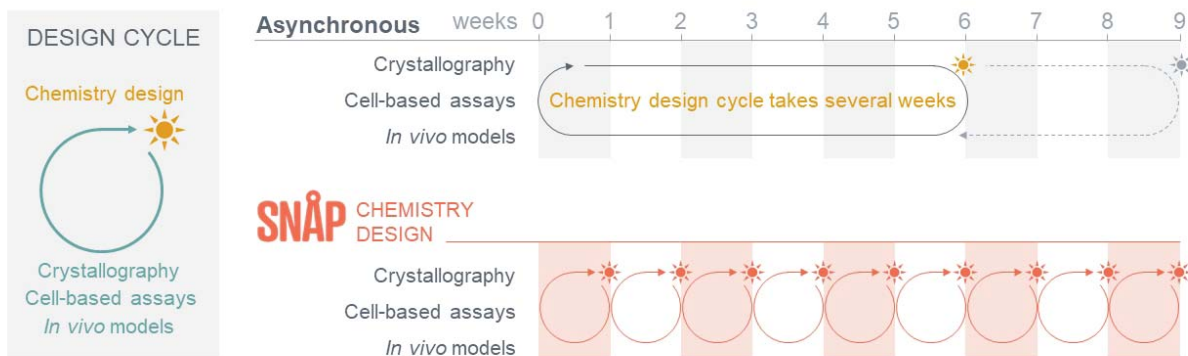 DESIGN CYCLE
Chemistry design
Crystallography
Cell-based assays
In vivo models
Asynchronous weeks 0 1 2 3 4 5 6 7 8 9
Crystallography
Cell-based assays
In vivo models
Chemistry design cycle takes several weeks
SNÅP CHEMISTRY
DESIGN
Crystallography
Cell-based assays
In vivo models